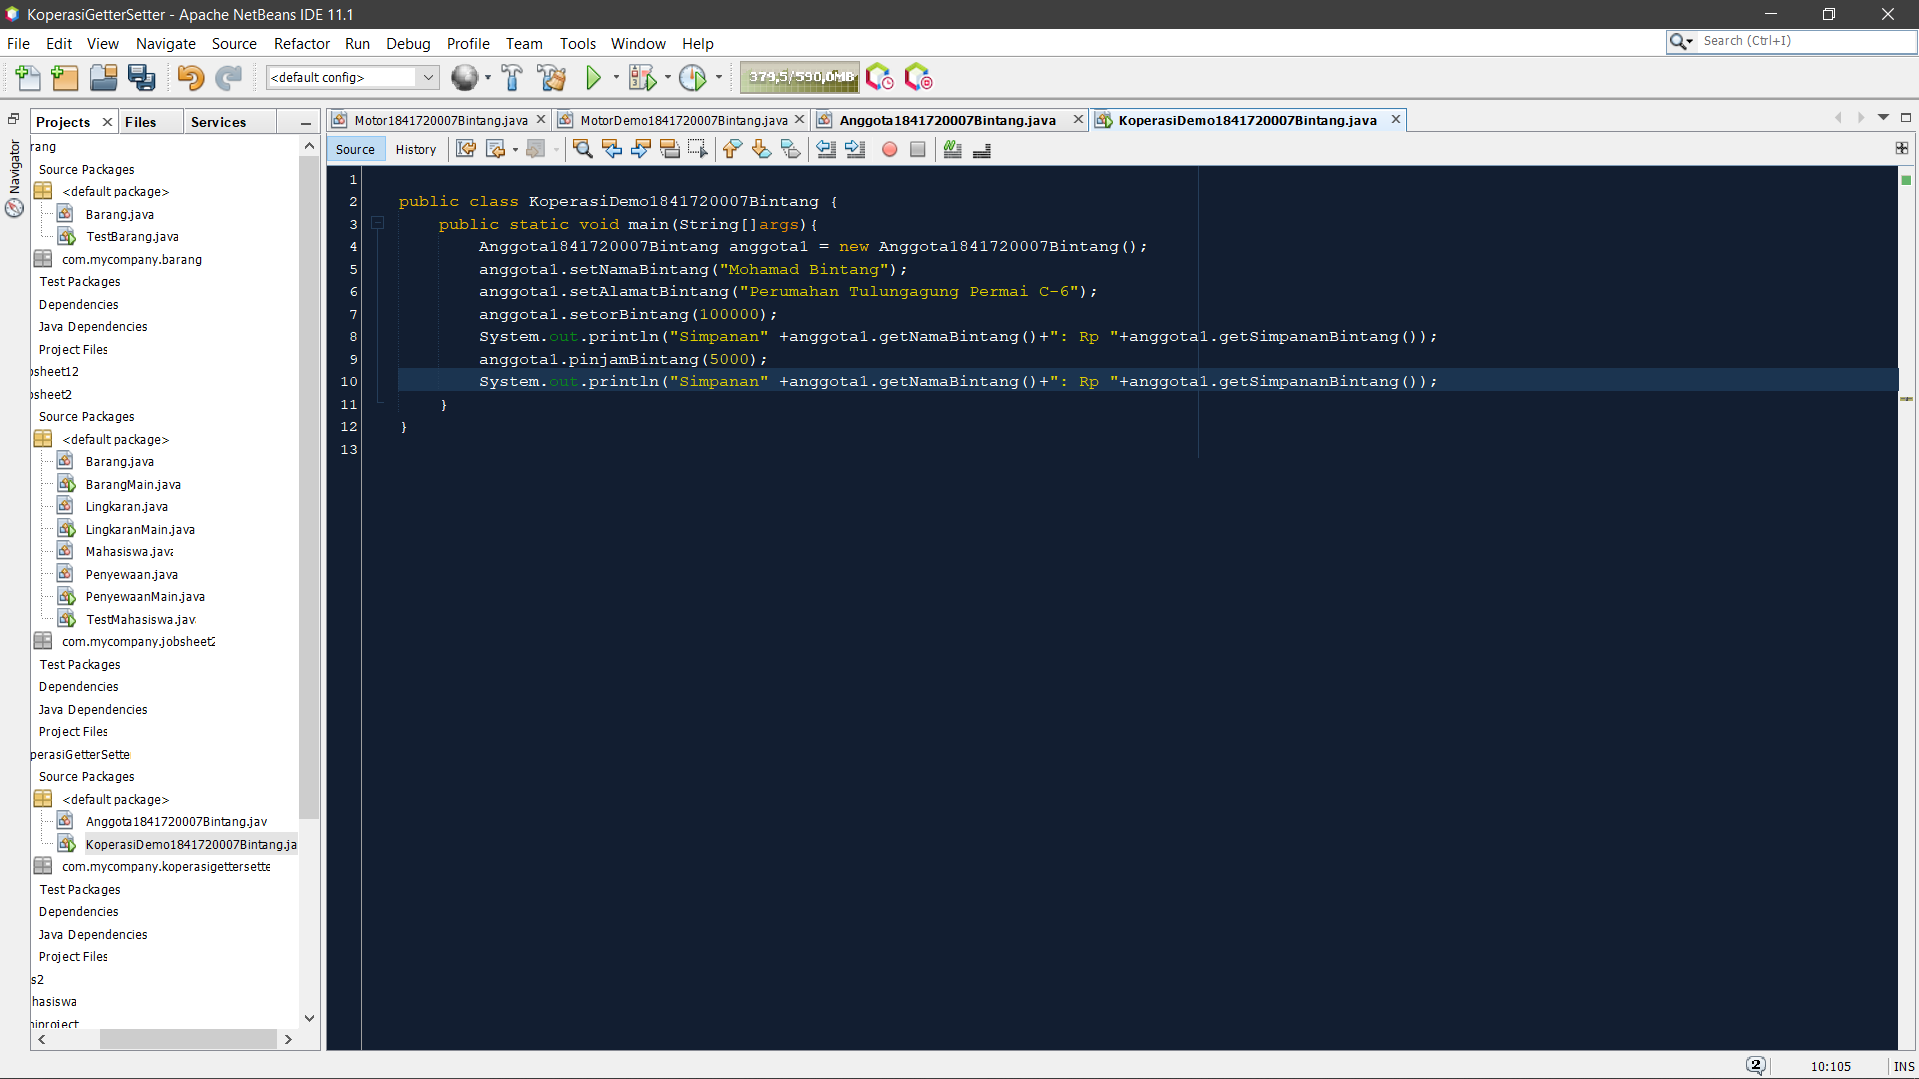 KoperasiGetterSetter - Apache NetBeans IDE 11.1
File Edit View Navigate Source Refactor Run Debug Profile Team Tools Window Help
Search (Ctrl+I)
<default config>
379,5/590,0MB
Projects Files Services
Navigator
rang
Source Packages
<default package>
Barang.java
TestBarang.java
com.mycompany.barang
Test Packages
Dependencies
Java Dependencies
Project Files
bsheet12
bsheet2
Source Packages
<default package>
Barang.java
BarangMain.java
Lingkaran.java
LingkaranMain.java
Mahasiswa.java
Penyewaan.java
PenyewaanMain.java
TestMahasiswa.jav
com.mycompany.jobsheet2
Test Packages
Dependencies
Java Dependencies
Project Files
perasiGetterSette
Source Packages
<default package>
Anggota1841720007Bintang.jav
KoperasiDemo1841720007Bintang.ja
com.mycompany.koperasigettersette
Test Packages
Dependencies
Java Dependencies
Project Files
s2
hasiswa
niproject
Motor1841720007Bintang.java MotorDemo1841720007Bintang.java Anggota1841720007Bintang.java KoperasiDemo1841720007Bintang.java
Source History
1
2 public class KoperasiDemo1841720007Bintang {
3 public static void main(String[]args){
4 Anggota1841720007Bintang anggota1 = new Anggota1841720007Bintang();
5 anggota1.setNamaBintang("Mohamad Bintang");
6 anggota1.setAlamatBintang("Perumahan Tulungagung Permai C-6");
7 anggota1.setorBintang(100000);
8 System.out.println("Simpanan" +anggota1.getNamaBintang()+": Rp "+anggota1.getSimpananBintang());
9 anggota1.pinjamBintang(5000);
10 System.out.println("Simpanan" +anggota1.getNamaBintang()+": Rp "+anggota1.getSimpananBintang());
11 }
12 }
13
2 10:105 INS